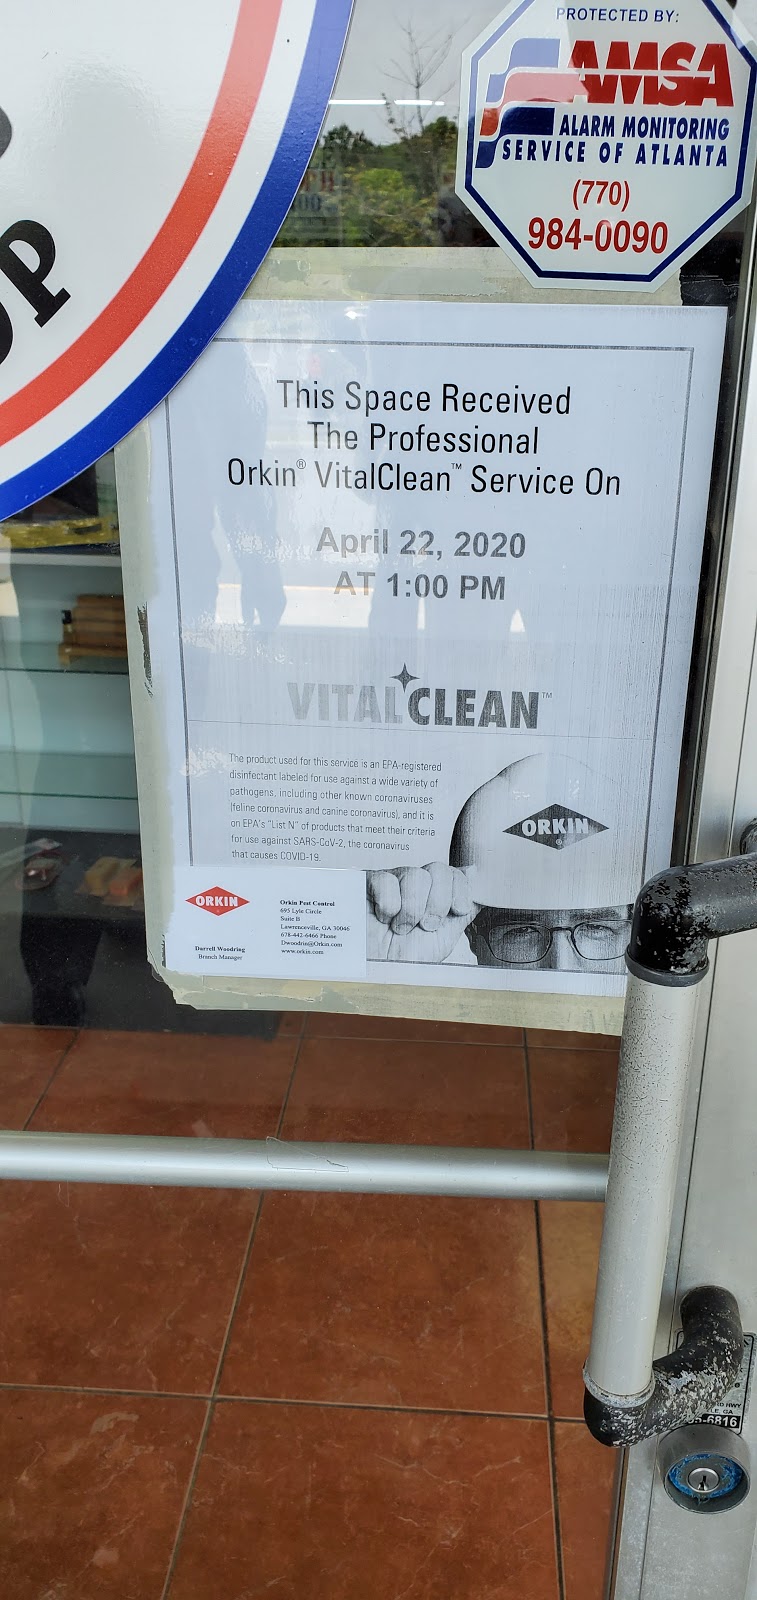 PROTECTED BY:
AMSA
ALARM MONITORING
SERVICE OF ATLANTA
(770)
984-0090
OP
This Space Received
The Professional
Orkin® VitalClean™ Service On
April 22, 2020
AT 1:00 PM
VITALCLEAN™
The product used for this service is an EPA-registered
disinfectant labeled for use against a wide variety of
pathogens, including other known coronaviruses
(feline coronavirus and canine coronavirus), and it is
on EPA's "List N" of products that meet their criteria
for use against SARS-CoV-2, the coronavirus
that causes COVID-19.
ORKIN®
ORKIN
Orkin Pest Control
695 Lyle Circle
Suite B
Lawrenceville, GA 30046
678-442-6466 Phone
Dwoodrin@Orkin.com
www.orkin.com
Darrell Woodring
Branch Manager
HWY
GA
6816